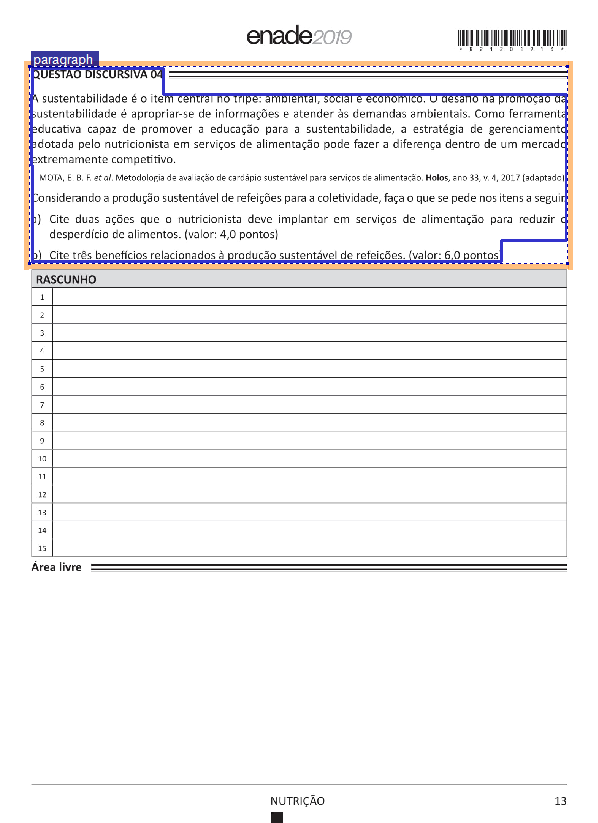 enade2019
paragraph
QUESTÃO DISCURSIVA 04
A sustentabilidade é o item central no tripé: ambiental, social e econômico. O desafio na promoção da
sustentabilidade é apropriar-se de informações e atender às demandas ambientais. Como ferramenta
educativa capaz de promover a educação para a sustentabilidade, a estratégia de gerenciamento
adotada pelo nutricionista em serviços de alimentação pode fazer a diferença dentro de um mercado
extremamente competitivo.
MOTA, E. B. F. et al. Metodologia de avaliação de cardápio sustentável para serviços de alimentação. Holos, ano 33, v. 4, 2017 (adaptado).
Considerando a produção sustentável de refeições para a coletividade, faça o que se pede nos itens a seguir.
a) Cite duas ações que o nutricionista deve implantar em serviços de alimentação para reduzir o
desperdício de alimentos. (valor: 4,0 pontos)
b) Cite três benefícios relacionados à produção sustentável de refeições. (valor: 6,0 pontos)
RASCUNHO
1
2
3
4
5
6
7
8
9
10
11
12
13
14
15
Área livre
NUTRIÇÃO
13